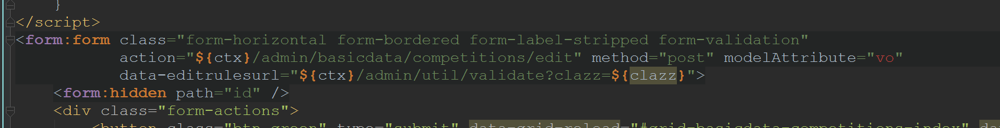 }
</script>
<form:form class="form-horizontal form-bordered form-label-stripped form-validation"
action="${ctx}/admin/basicdata/competitions/edit" method="post" modelAttribute="vo"
data-editrulesurl="${ctx}/admin/util/validate?clazz=${clazz}">
<form:hidden path="id" />
<div class="form-actions">
<button class="btn green" type="submit" data-grid-reload="#grid-basicdata-competitions-index"